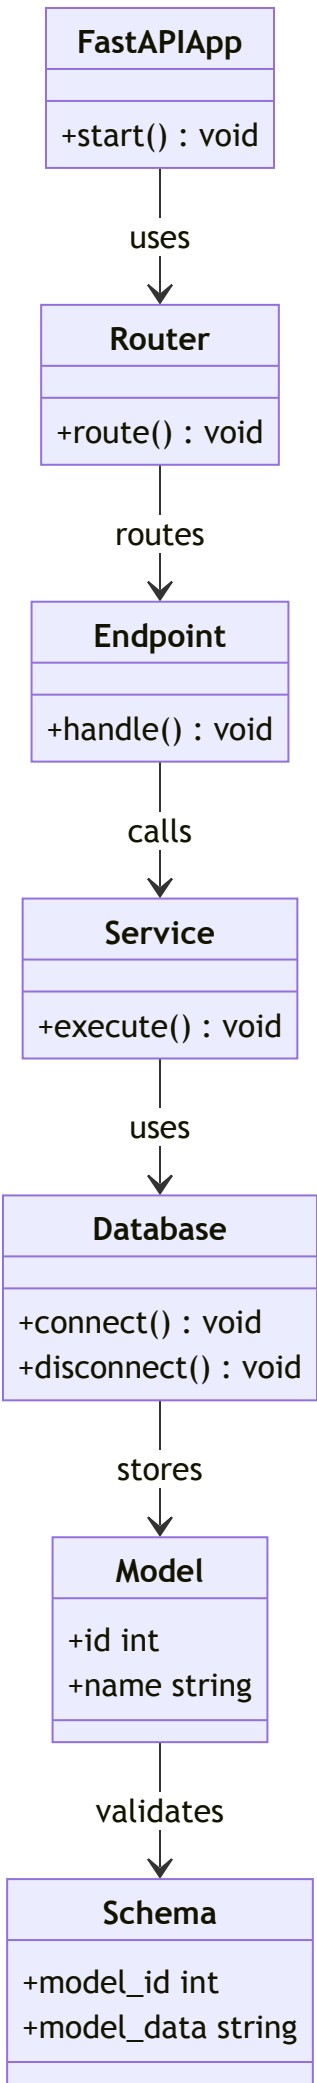 FastAPIApp
+start() : void
uses
Router
+route() : void
routes
Endpoint
+handle() : void
calls
Service
+execute() : void
uses
Database
+connect() : void
+disconnect() : void
stores
Model
+id int
+name string
validates
Schema
+model_id int
+model_data string